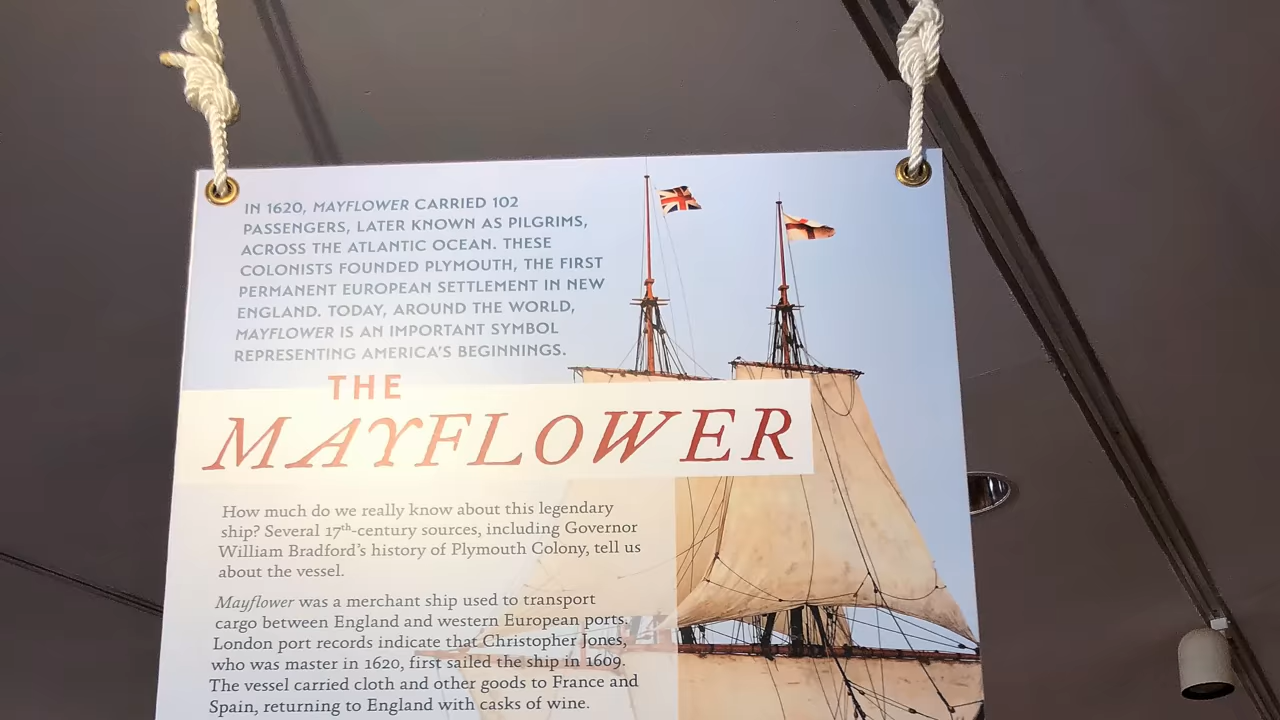 IN 1620, MAYFLOWER CARRIED 102
PASSENGERS, LATER KNOWN AS PILGRIMS,
ACROSS THE ATLANTIC OCEAN. THESE
COLONISTS FOUNDED PLYMOUTH, THE FIRST
PERMANENT EUROPEAN SETTLEMENT IN NEW
ENGLAND. TODAY, AROUND THE WORLD,
MAYFLOWER IS AN IMPORTANT SYMBOL
REPRESENTING AMERICA'S BEGINNINGS.
THE
MAYFLOWER
How much do we really know about this legendary
ship? Several 17th-century sources, including Governor
William Bradford's history of Plymouth Colony, tell us
about the vessel.
Mayflower was a merchant ship used to transport
cargo between England and western European ports.
London port records indicate that Christopher Jones,
who was master in 1620, first sailed the ship in 1609.
The vessel carried cloth and other goods to France and
Spain, returning to England with casks of wine.